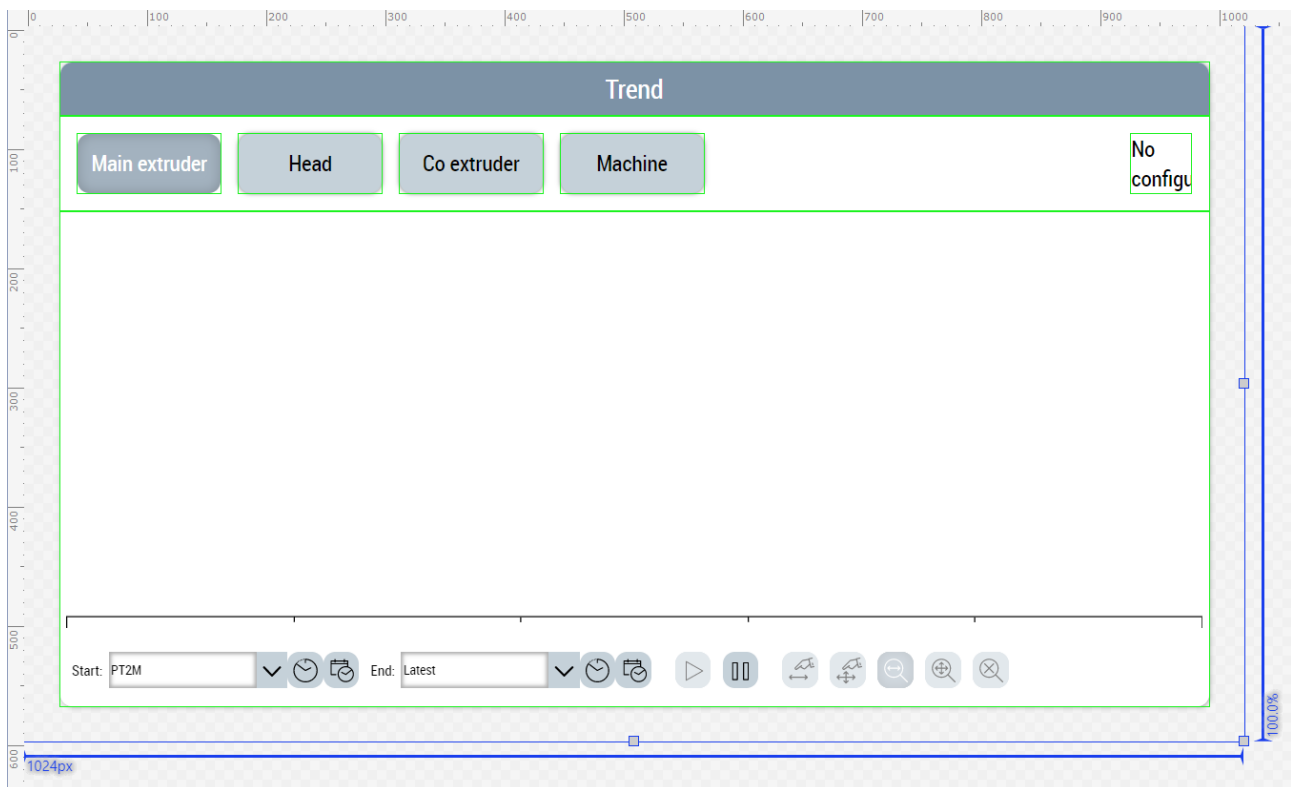 0 100 200 300 400 500 600 700 800 900 1000
0
100
200
300
400
500
600
Trend
Main extruder Head Co extruder Machine
No
configu
Start: PT2M End: Latest
100.0%
1024px